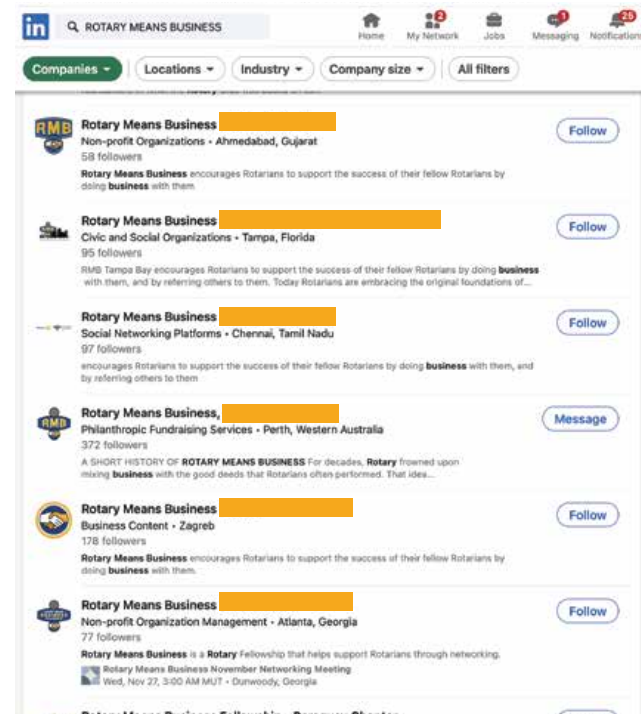 in ROTARY MEANS BUSINESS
Home
2 My Network
Jobs
1 Messaging
25 Notifications
Companies Locations Industry Company size All filters
RMB
Rotary Means Business
Follow
Non-profit Organizations • Ahmedabad, Gujarat
58 followers
Rotary Means Business encourages Rotarians to support the success of their fellow Rotarians by
doing business with them
Rotary Means Business
Follow
Civic and Social Organizations • Tampa, Florida
95 followers
RMB Tampa Bay encourages Rotarians to support the success of their fellow Rotarians by doing business
with them, and by referring others to them. Today Rotarians are embracing the original foundations of...
Rotary Means Business
Follow
Social Networking Platforms • Chennai, Tamil Nadu
97 followers
encourages Rotarians to support the success of their fellow Rotarians by doing business with them, and
by referring others to them
RMB
Rotary Means Business,
Message
Philanthropic Fundraising Services • Perth, Western Australia
372 followers
A SHORT HISTORY OF ROTARY MEANS BUSINESS For decades, Rotary frowned upon
mixing business with the good deeds that Rotarians often performed. That idea...
Rotary Means Business
Follow
Business Content • Zagreb
178 followers
Rotary Means Business encourages Rotarians to support the success of their fellow Rotarians by
doing business with them.
Rotary Means Business
Follow
Non-profit Organization Management • Atlanta, Georgia
77 followers
Rotary Means Business is a Rotary Fellowship that helps support Rotarians through networking.
Rotary Means Business November Networking Meeting
Wed, Nov 27, 3:00 AM MUT • Dunwoody, Georgia